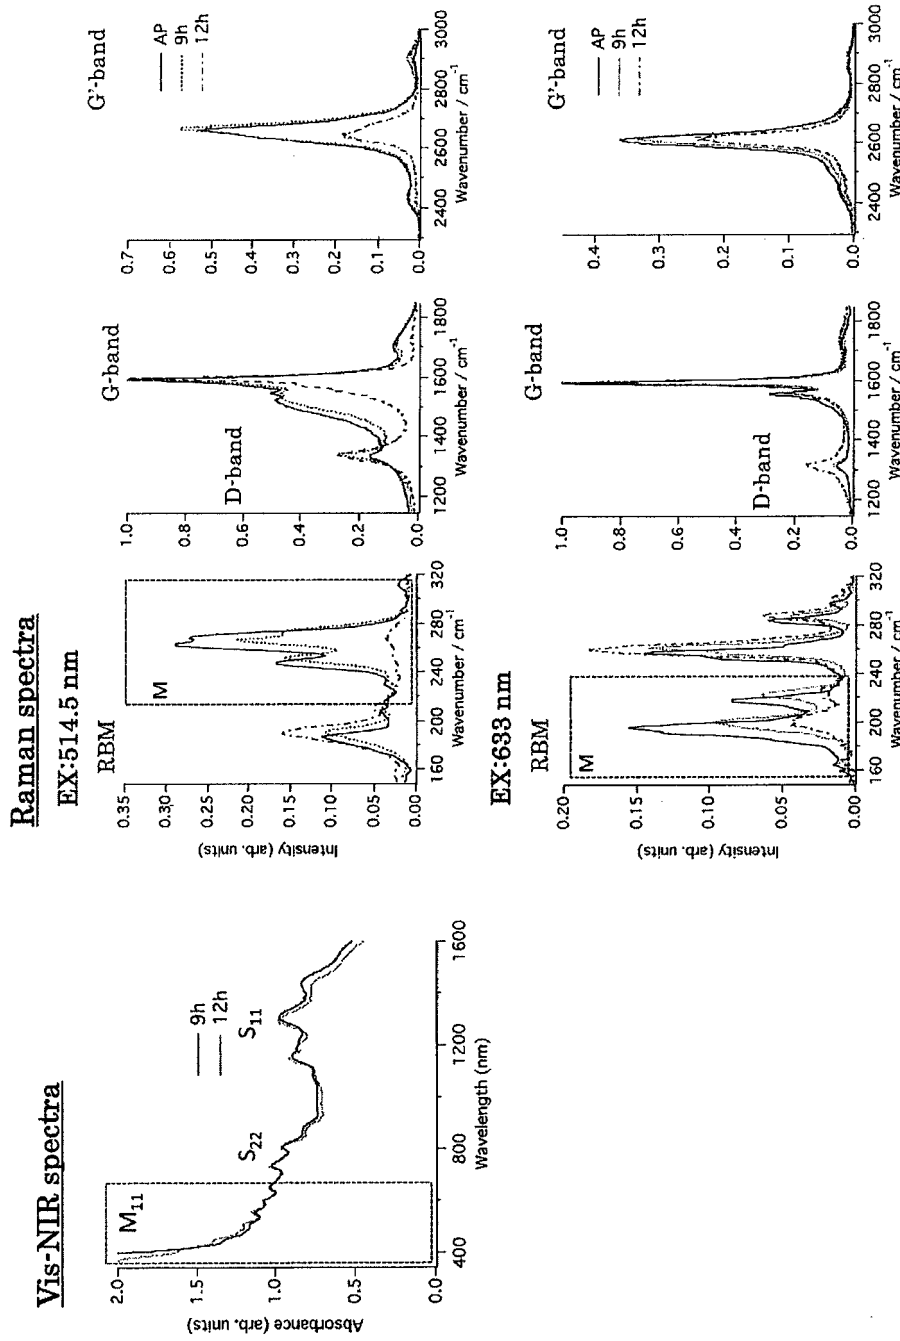 Vis-NIR spectra
M11
S22
S11
9h
12h
Absorbance (arb. units)
2.0
1.5
1.0
0.5
0.0
400
800
1200
1600
Wavelength (nm)
Raman spectra
EX:514.5 nm
RBM
M
Intensity (arb. units)
0.35
0.30
0.25
0.20
0.15
0.10
0.05
0.00
160
200
240
280
320
Wavenumber / cm-1
D-band
G-band
1.0
0.8
0.6
0.4
0.2
0.0
1200
1400
1600
1800
Wavenumber / cm-1
G'-band
AP
9h
12h
0.7
0.6
0.5
0.4
0.3
0.2
0.1
0.0
2400
2600
2800
3000
Wavenumber / cm-1
EX:633 nm
RBM
M
Intensity (arb. units)
0.20
0.15
0.10
0.05
0.00
160
200
240
280
320
Wavenumber / cm-1
D-band
G-band
1.0
0.8
0.6
0.4
0.2
0.0
1200
1400
1600
1800
Wavenumber / cm-1
G'-band
AP
9h
12h
0.4
0.3
0.2
0.1
0.0
2400
2600
2800
3000
Wavenumber / cm-1